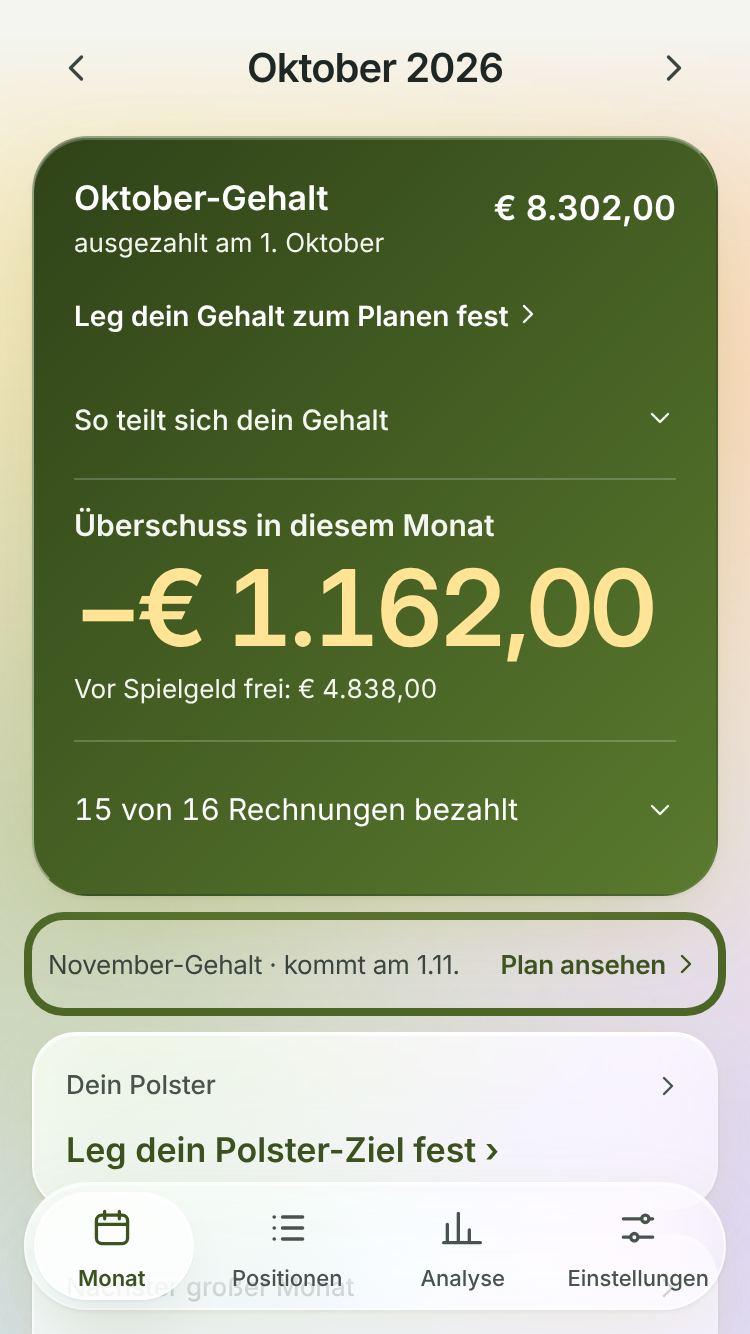 Oktober 2026
Oktober-Gehalt
€ 8.302,00
ausgezahlt am 1. Oktober
Leg dein Gehalt zum Planen fest
So teilt sich dein Gehalt
Überschuss in diesem Monat
–€ 1.162,00
Vor Spielgeld frei: € 4.838,00
15 von 16 Rechnungen bezahlt
November-Gehalt · kommt am 1.11.
Plan ansehen
Dein Polster
Leg dein Polster-Ziel fest ›
Nächster großer Monat
Monat
Positionen
Analyse
Einstellungen